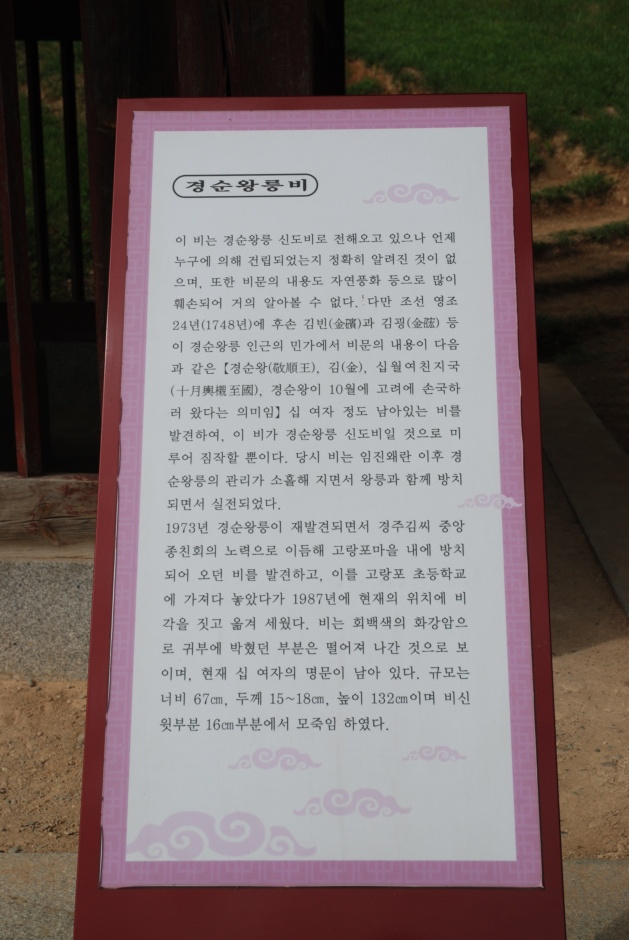 경순왕릉비
이 비는 경순왕릉 신도비로 전해오고 있으나 언제
누구에 의해 건립되었는지 정확히 알려진 것이 없
으며, 또한 비문의 내용도 자연풍화 등으로 많이
훼손되어 거의 알아볼 수 없다. 다만 조선 영조
24년(1748년)에 후손 김빈(金礗)과 김굉(金硡) 등
이 경순왕릉 인근의 민가에서 비문의 내용이 다음
과 같은【경순왕(敬順王), 김(金), 십월여친지국
(十月輿櫬至國), 경순왕이 10월에 고려에 손국하
러 왔다는 의미임】십 여자 정도 남아있는 비를
발견하여, 이 비가 경순왕릉 신도비일 것으로 미
루어 짐작할 뿐이다. 당시 비는 임진왜란 이후 경
순왕릉의 관리가 소홀해 지면서 왕릉과 함께 방치
되면서 실전되었다.
1973년 경순왕릉이 재발견되면서 경주김씨 중앙
종친회의 노력으로 이듬해 고랑포마을 내에 방치
되어 오던 비를 발견하고, 이를 고랑포 초등학교
에 가져다 놓았다가 1987년에 현재의 위치에 비
각을 짓고 옮겨 세웠다. 비는 회백색의 화강암으
로 귀부에 박혔던 부분은 떨어져 나간 것으로 보
이며, 현재 십 여자의 명문이 남아 있다. 규모는
너비 67㎝, 두께 15~18㎝, 높이 132㎝이며 비신
윗부분 16㎝부분에서 모죽임 하였다.